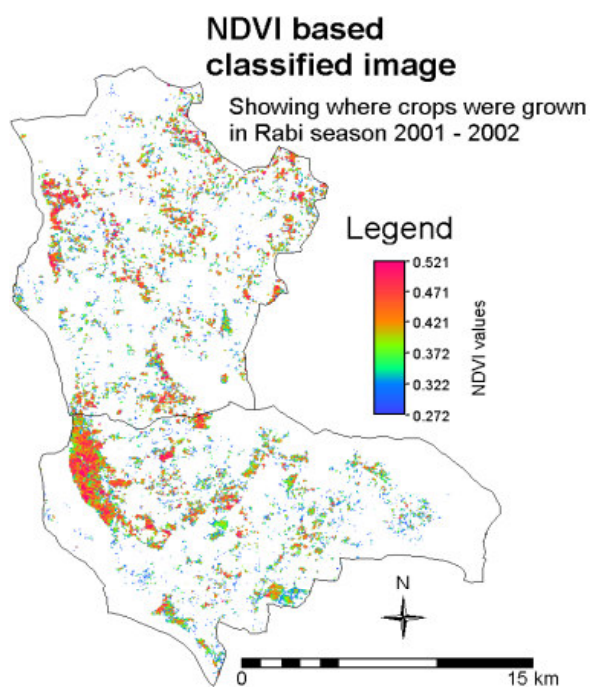 NDVI based
classified image
Showing where crops were grown
in Rabi season 2001 - 2002
Legend
0.521
0.471
0.421
0.372
0.322
0.272
NDVI values
N
0 15 km